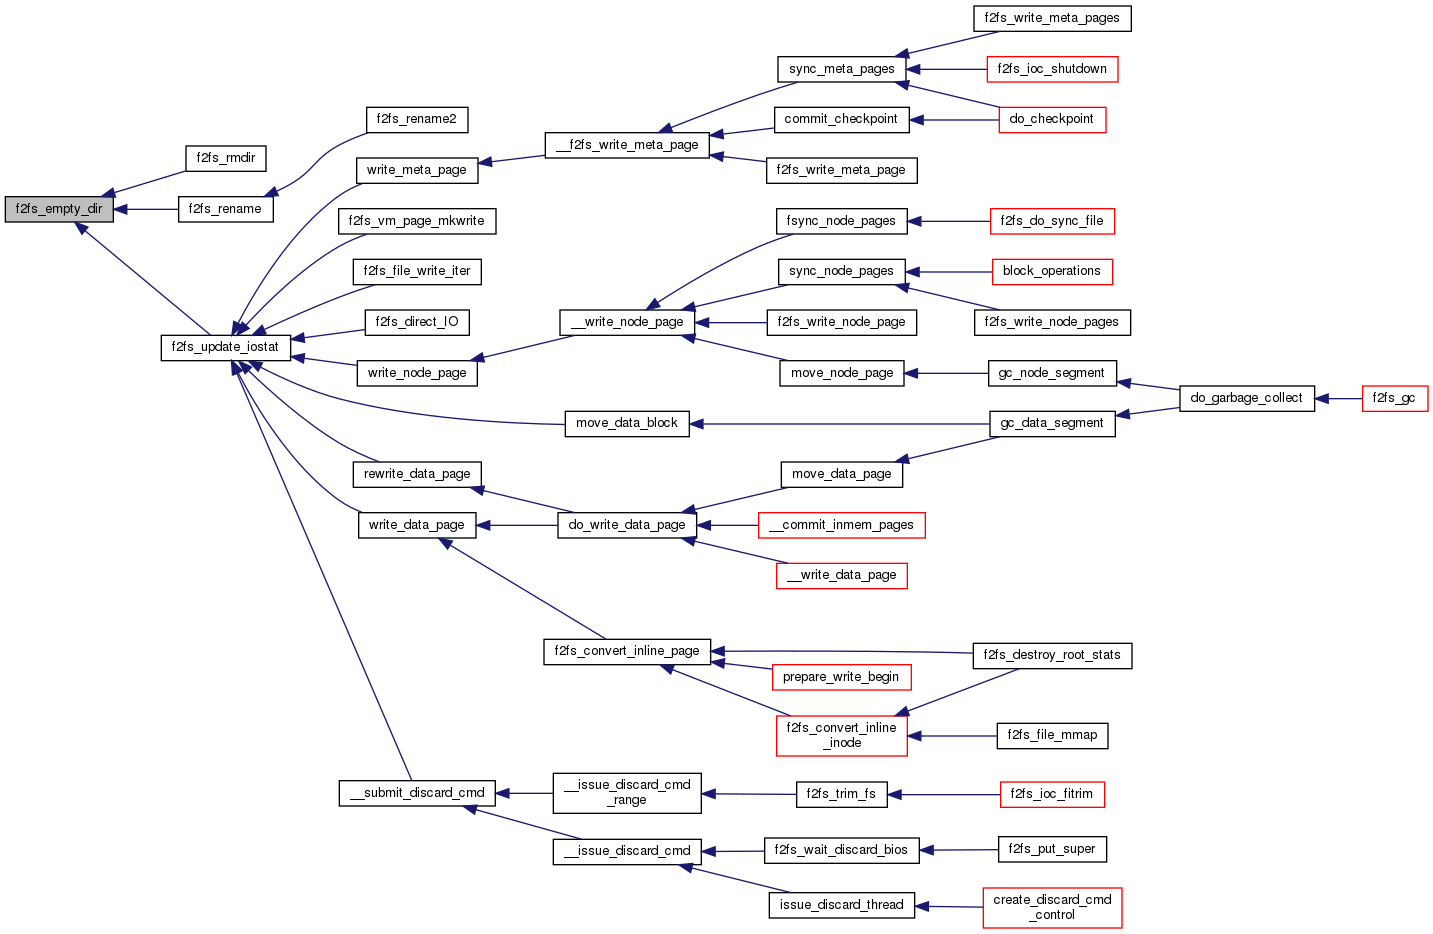 f2fs_write_meta_pages
sync_meta_pages
f2fs_ioc_shutdown
f2fs_rename2
commit_checkpoint
do_checkpoint
__f2fs_write_meta_page
f2fs_rmdir
write_meta_page
f2fs_write_meta_page
f2fs_empty_dir
f2fs_rename
f2fs_vm_page_mkwrite
fsync_node_pages
f2fs_do_sync_file
f2fs_file_write_iter
sync_node_pages
block_operations
f2fs_direct_IO
__write_node_page
f2fs_write_node_page
f2fs_write_node_pages
f2fs_update_iostat
write_node_page
move_node_page
gc_node_segment
do_garbage_collect
f2fs_gc
move_data_block
gc_data_segment
rewrite_data_page
move_data_page
write_data_page
do_write_data_page
__commit_inmem_pages
__write_data_page
f2fs_convert_inline_page
f2fs_destroy_root_stats
prepare_write_begin
f2fs_convert_inline
_inode
f2fs_file_mmap
__submit_discard_cmd
__issue_discard_cmd
_range
f2fs_trim_fs
f2fs_ioc_fitrim
__issue_discard_cmd
f2fs_wait_discard_bios
f2fs_put_super
issue_discard_thread
create_discard_cmd
_control